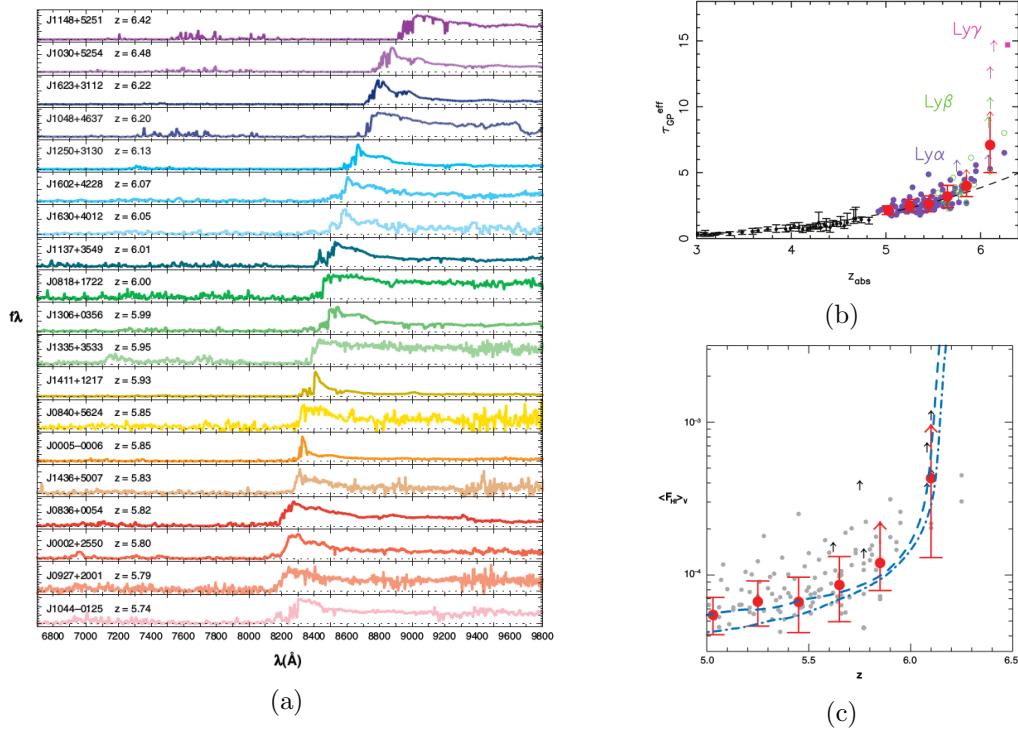 J1148+5251 z = 6.42
J1030+5254 z = 6.48
J1623+3112 z = 6.22
J1048+4637 z = 6.20
J1250+3130 z = 6.13
J1602+4228 z = 6.07
J1630+4012 z = 6.05
J1137+3549 z = 6.01
J0818+1722 z = 6.00
J1306+0356 z = 5.99
J1335+3533 z = 5.95
J1411+1217 z = 5.93
J0840+5624 z = 5.85
J0005–0006 z = 5.85
J1436+5007 z = 5.83
J0836+0054 z = 5.82
J0002+2550 z = 5.80
J0927+2001 z = 5.79
J1044–0125 z = 5.74
fλ
6800 7000 7200 7400 7600 7800 8000 8200 8400 8600 8800 9000 9200 9400 9600 9800
λ(Å)
(a)
15
10
5
0
τ_GP^eff
Lyγ
Lyβ
Lyα
3 4 5 6
z_abs
(b)
10⁻³
10⁻⁴
5.0 5.5 6.0 6.5
z
(c)